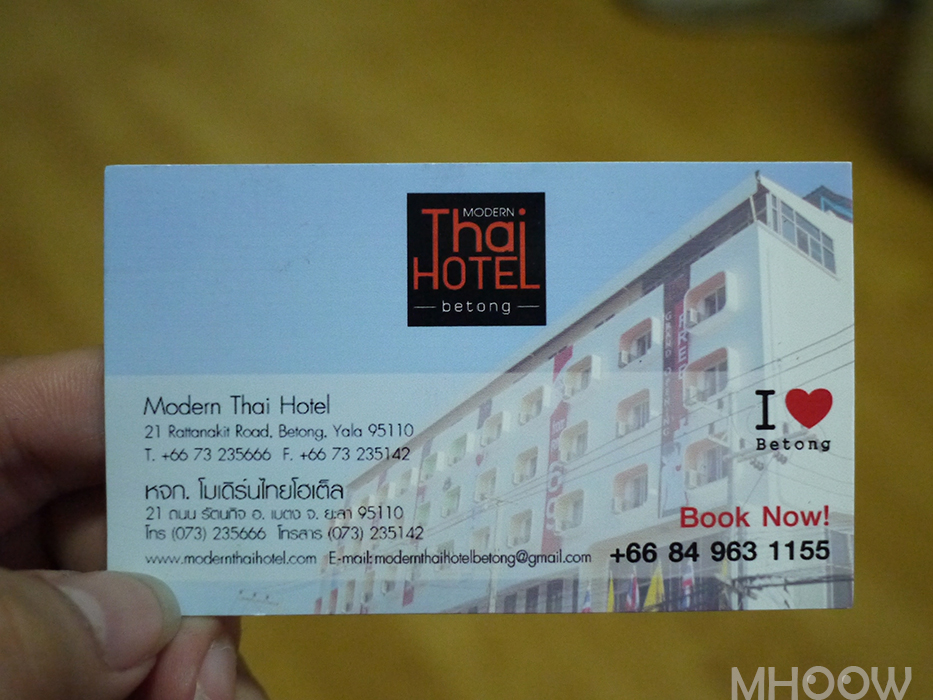 MODERN
Thai
HOTEL
betong
Modern Thai Hotel
21 Rattanakit Road, Betong, Yala 95110
T. +66 73 235666 F. +66 73 235142
หจก. โมเดิร์นไทยโฮเต็ล
21 ถนน รัตนกิจ อ. เบตง จ. ยะลา 95110
โทร (073) 235666 โทรสาร (073) 235142
www.modernthaihotel.com E-mail: modernthaihotelbetong@gmail.com
I ❤
Betong
Book Now!
+66 84 963 1155
MHOOW